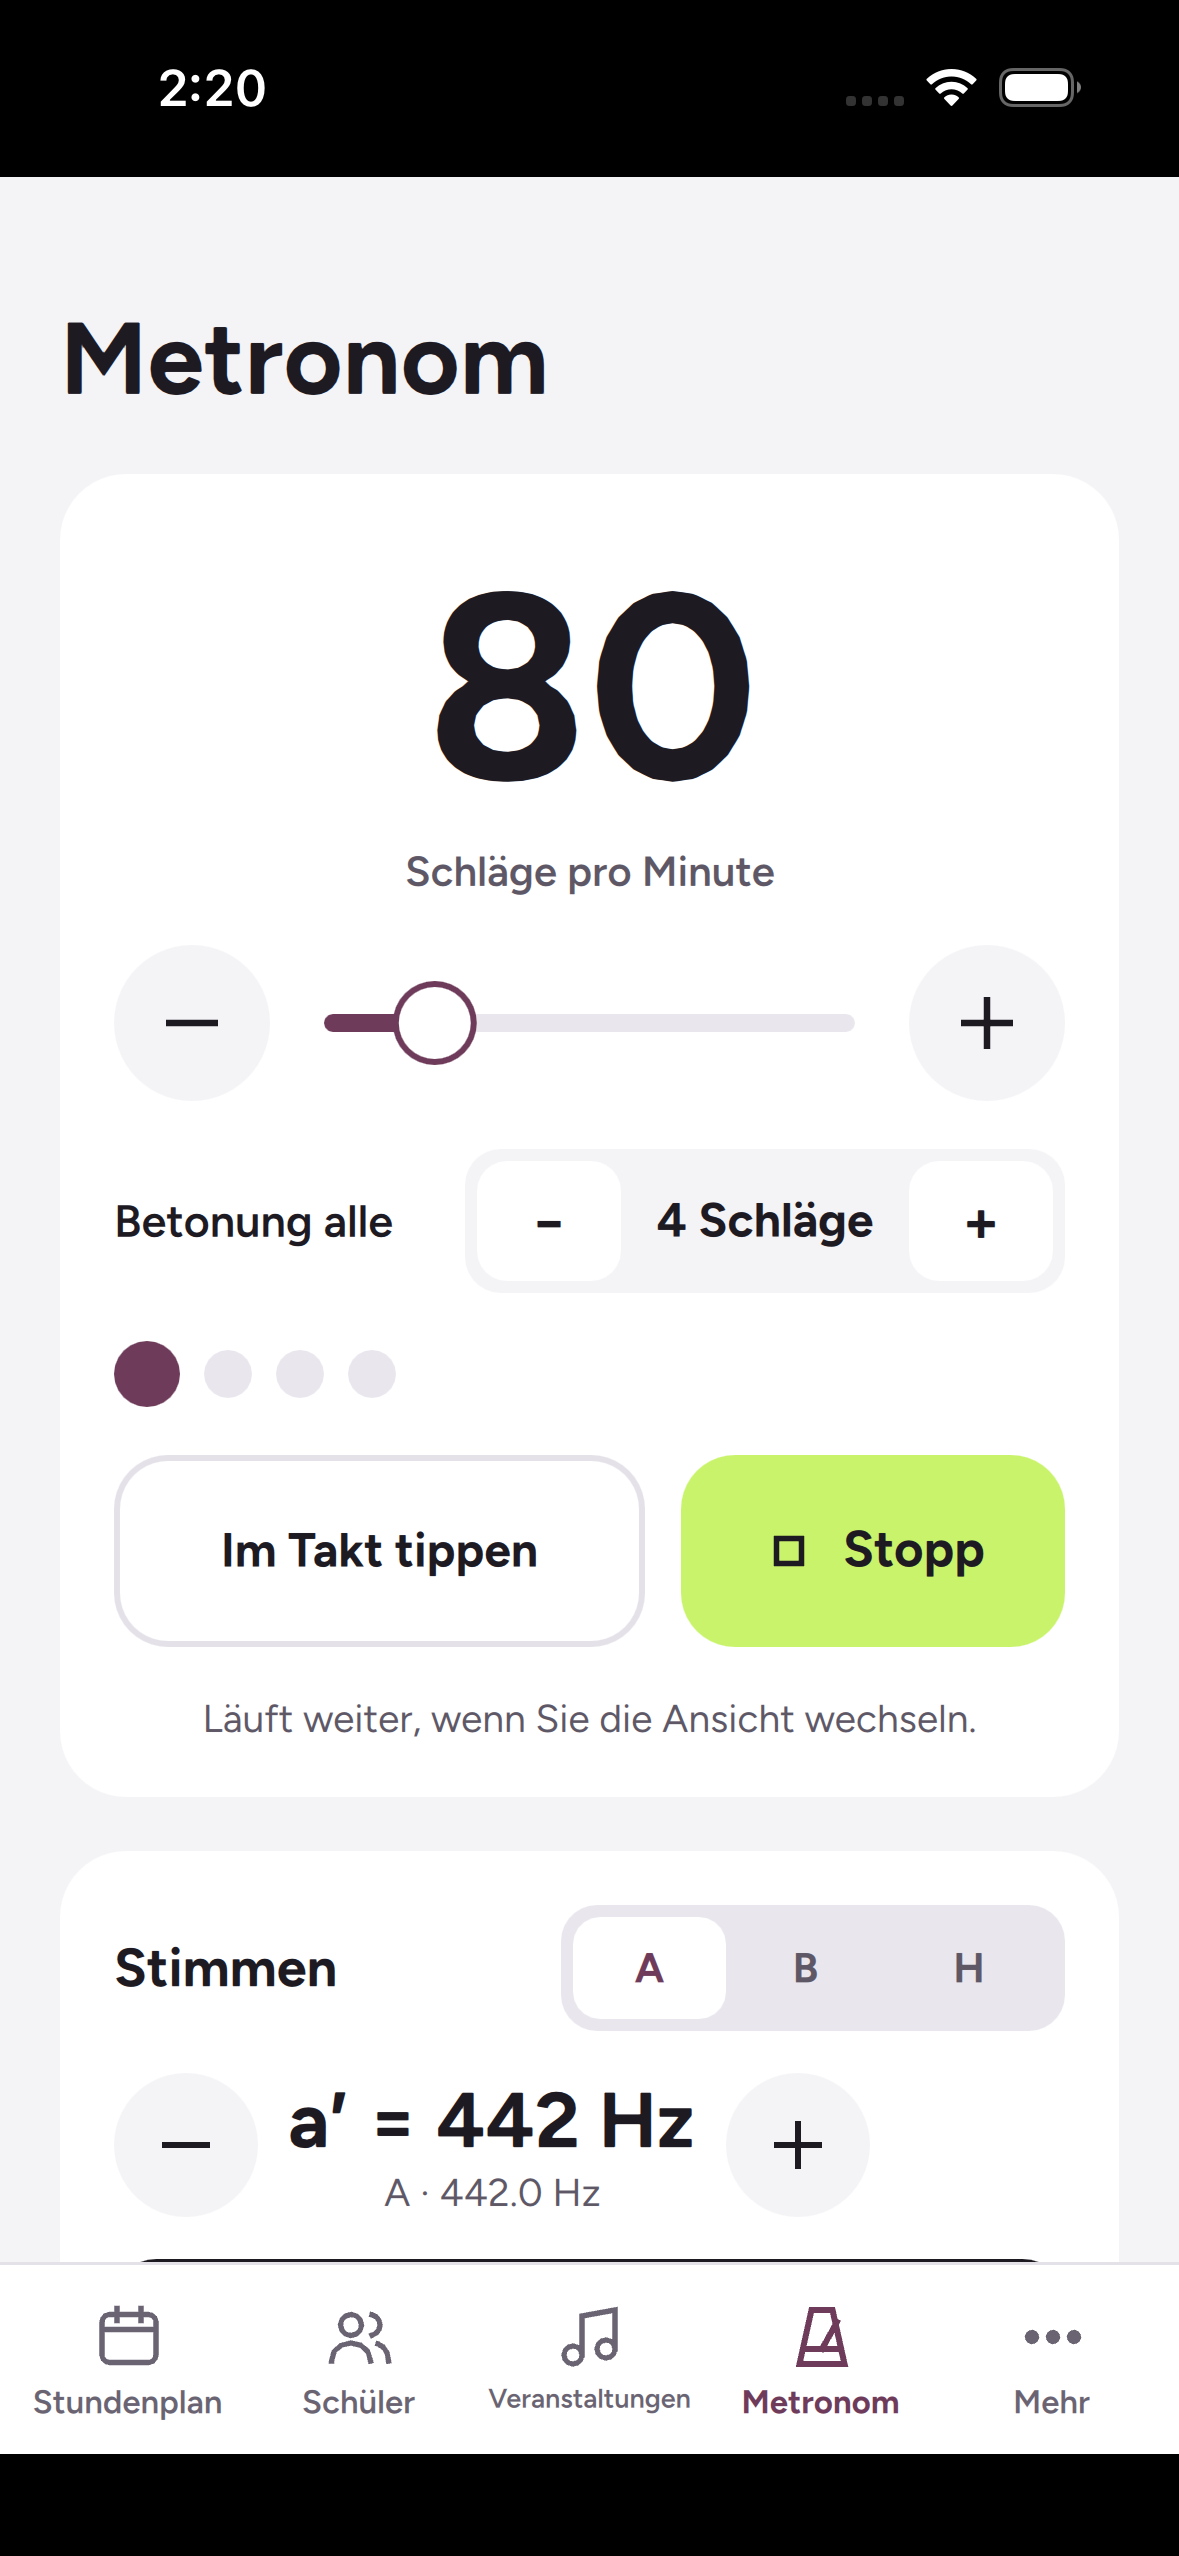 2:20
Metronom
80
Schläge pro Minute
Betonung alle
- 4 Schläge +
Im Takt tippen
Stopp
Läuft weiter, wenn Sie die Ansicht wechseln.
Stimmen
A B H
a′ = 442 Hz
A · 442.0 Hz
Stundenplan Schüler Veranstaltungen Metronom Mehr